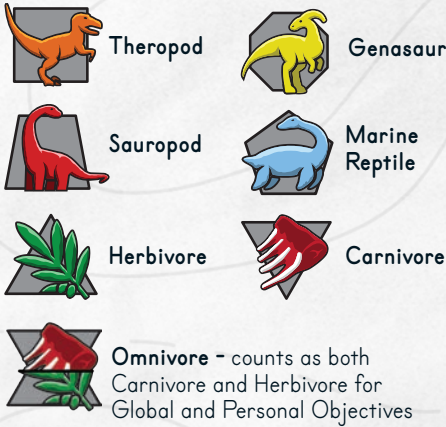 Theropod
Genasaur
Sauropod
Marine
Reptile
Herbivore
Carnivore
Omnivore - counts as both
Carnivore and Herbivore for
Global and Personal Objectives